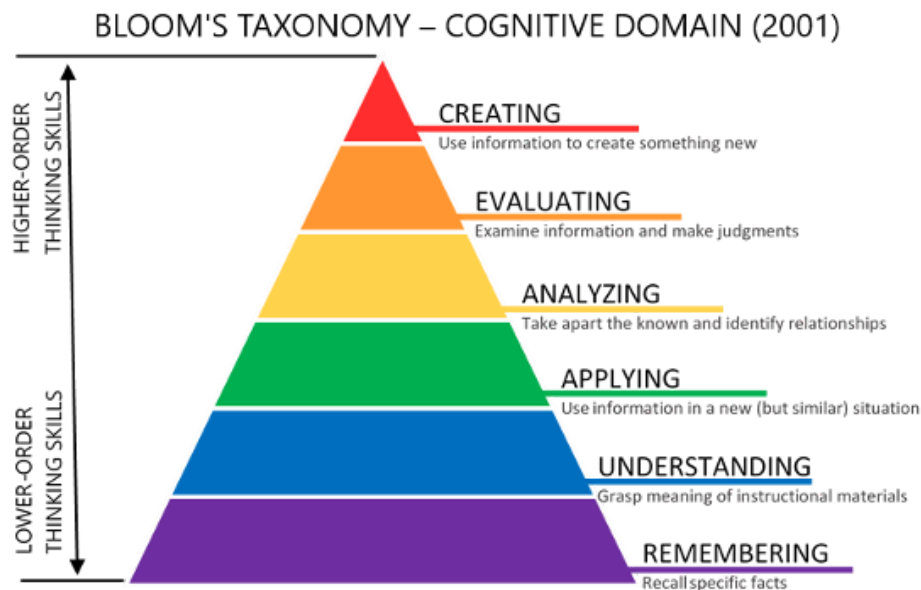 BLOOM'S TAXONOMY – COGNITIVE DOMAIN (2001)
HIGHER-ORDER
THINKING SKILLS
LOWER-ORDER
THINKING SKILLS
CREATING
Use information to create something new
EVALUATING
Examine information and make judgments
ANALYZING
Take apart the known and identify relationships
APPLYING
Use information in a new (but similar) situation
UNDERSTANDING
Grasp meaning of instructional materials
REMEMBERING
Recall specific facts